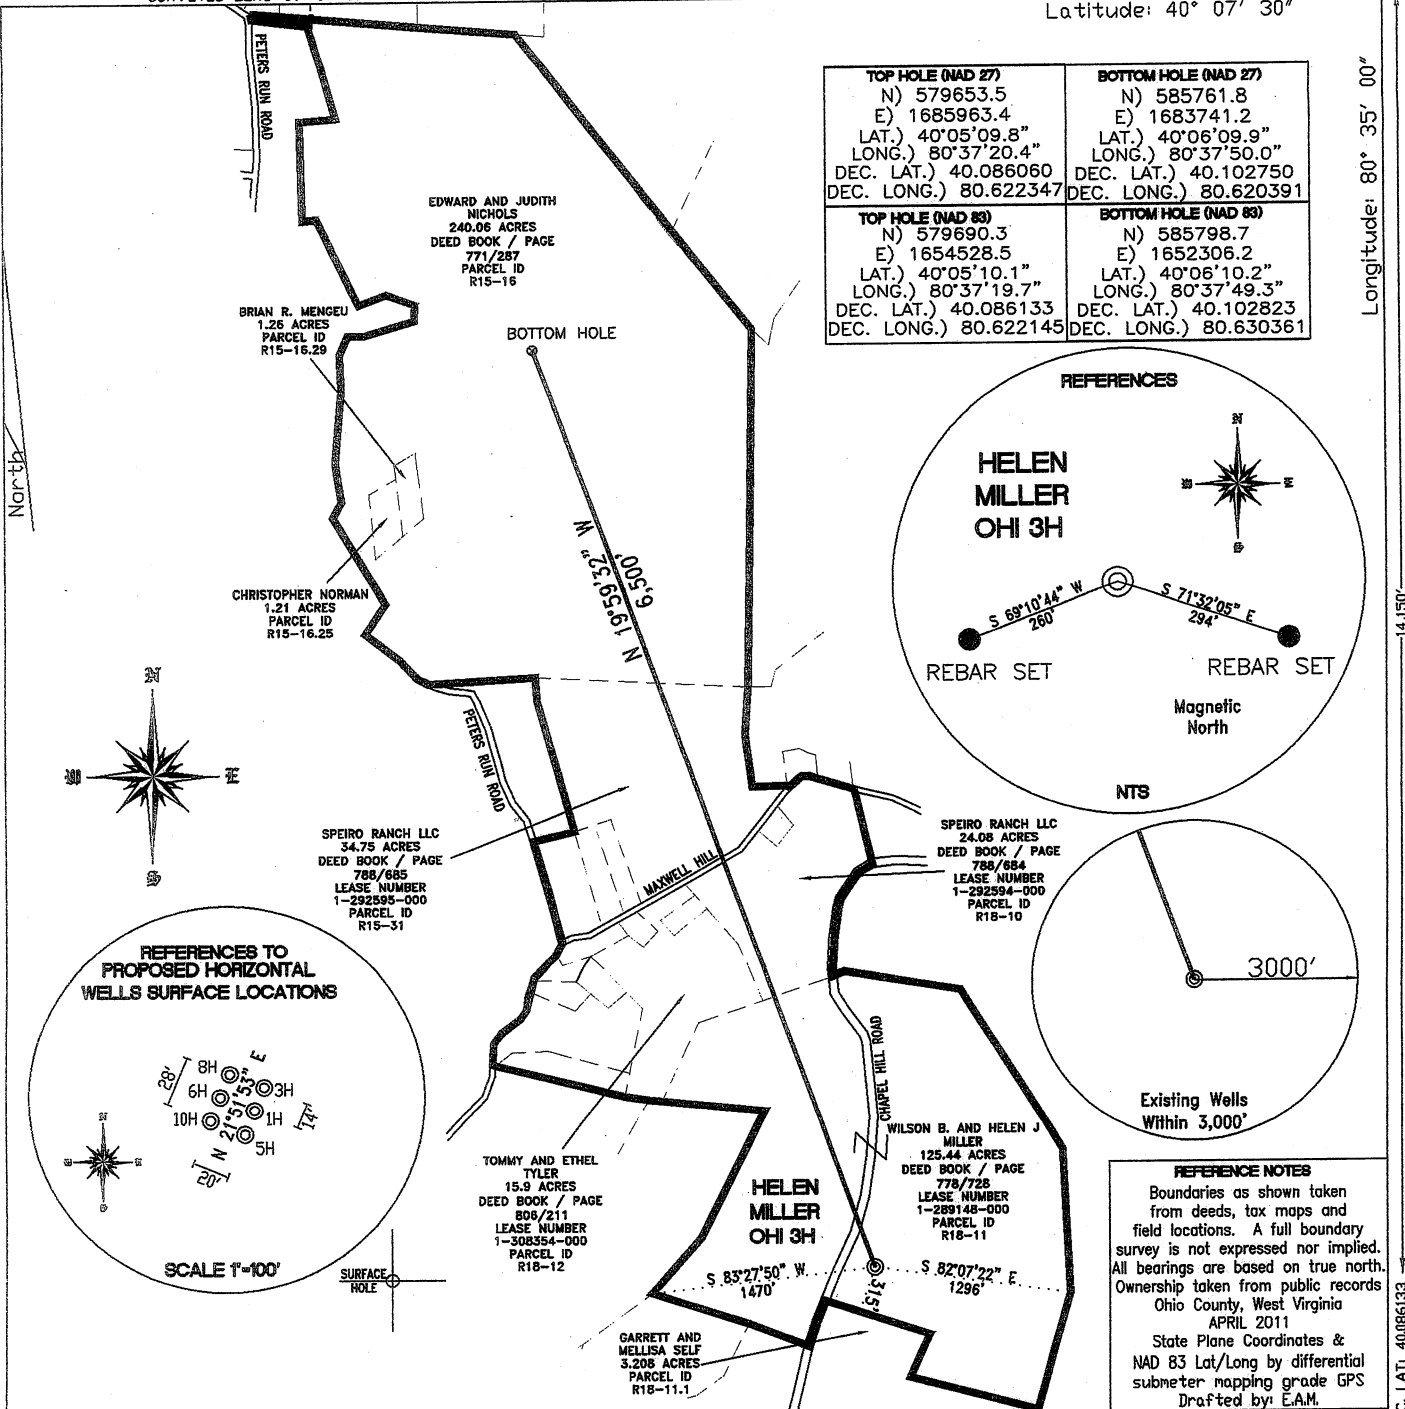 Latitude: 40° 07' 30"
Longitude: 80° 35' 00"
TOP HOLE (NAD 27)
N) 579653.5
E) 1685963.4
LAT.) 40°05'09.8"
LONG.) 80°37'20.4"
DEC. LAT.) 40.086060
DEC. LONG.) 80.622347
BOTTOM HOLE (NAD 27)
N) 585761.8
E) 1683741.2
LAT.) 40°06'09.9"
LONG.) 80°37'50.0"
DEC. LAT.) 40.102750
DEC. LONG.) 80.620391
TOP HOLE (NAD 83)
N) 579690.3
E) 1654528.5
LAT.) 40°05'10.1"
LONG.) 80°37'19.7"
DEC. LAT.) 40.086133
DEC. LONG.) 80.622145
BOTTOM HOLE (NAD 83)
N) 585798.7
E) 1652306.2
LAT.) 40°06'10.2"
LONG.) 80°37'49.3"
DEC. LAT.) 40.102823
DEC. LONG.) 80.630361
PETERS RUN ROAD
EDWARD AND JUDITH
NICHOLS
240.06 ACRES
DEED BOOK / PAGE
771/287
PARCEL ID
R15-16
BRIAN R. MENGEU
1.26 ACRES
PARCEL ID
R15-16.29
BOTTOM HOLE
North
N 19°59'32" W
6,500'
CHRISTOPHER NORMAN
1.21 ACRES
PARCEL ID
R15-16.25
REFERENCES
HELEN
MILLER
OHI 3H
N
S
S 69°10'44" W
260'
S 71°32'05" E
294'
REBAR SET
REBAR SET
Magnetic
North
NTS
14,150'
N
W
E
S
PETERS RUN ROAD
SPEIRO RANCH LLC
34.75 ACRES
DEED BOOK / PAGE
788/685
LEASE NUMBER
1-292595-000
PARCEL ID
R15-31
MAXWELL HILL
SPEIRO RANCH LLC
24.08 ACRES
DEED BOOK / PAGE
788/684
LEASE NUMBER
1-292594-000
PARCEL ID
R18-10
3000'
Existing Wells
Within 3,000'
REFERENCES TO
PROPOSED HORIZONTAL
WELLS SURFACE LOCATIONS
8H
6H
10H
3H
1H
5H
28'
14'
20'
N 21°51'53" E
SCALE 1"=100'
SURFACE
HOLE
CHAPEL HILL ROAD
WILSON B. AND HELEN J
MILLER
125.44 ACRES
DEED BOOK / PAGE
778/728
LEASE NUMBER
1-289148-000
PARCEL ID
R18-11
TOMMY AND ETHEL
TYLER
15.9 ACRES
DEED BOOK / PAGE
806/211
LEASE NUMBER
1-308354-000
PARCEL ID
R18-12
HELEN
MILLER
OHI 3H
S 83°27'50" W
1470'
S 82°07'22" E
1296'
315'
GARRETT AND
MELLISA SELF
3.208 ACRES
PARCEL ID
R18-11.1
REFERENCE NOTES
Boundaries as shown taken
from deeds, tax maps and
field locations. A full boundary
survey is not expressed nor implied.
All bearings are based on true north.
Ownership taken from public records
Ohio County, West Virginia
APRIL 2011
State Plane Coordinates &
NAD 83 Lat/Long by differential
submeter mapping grade GPS
Drafted by: E.A.M.
LAT) 40.086133